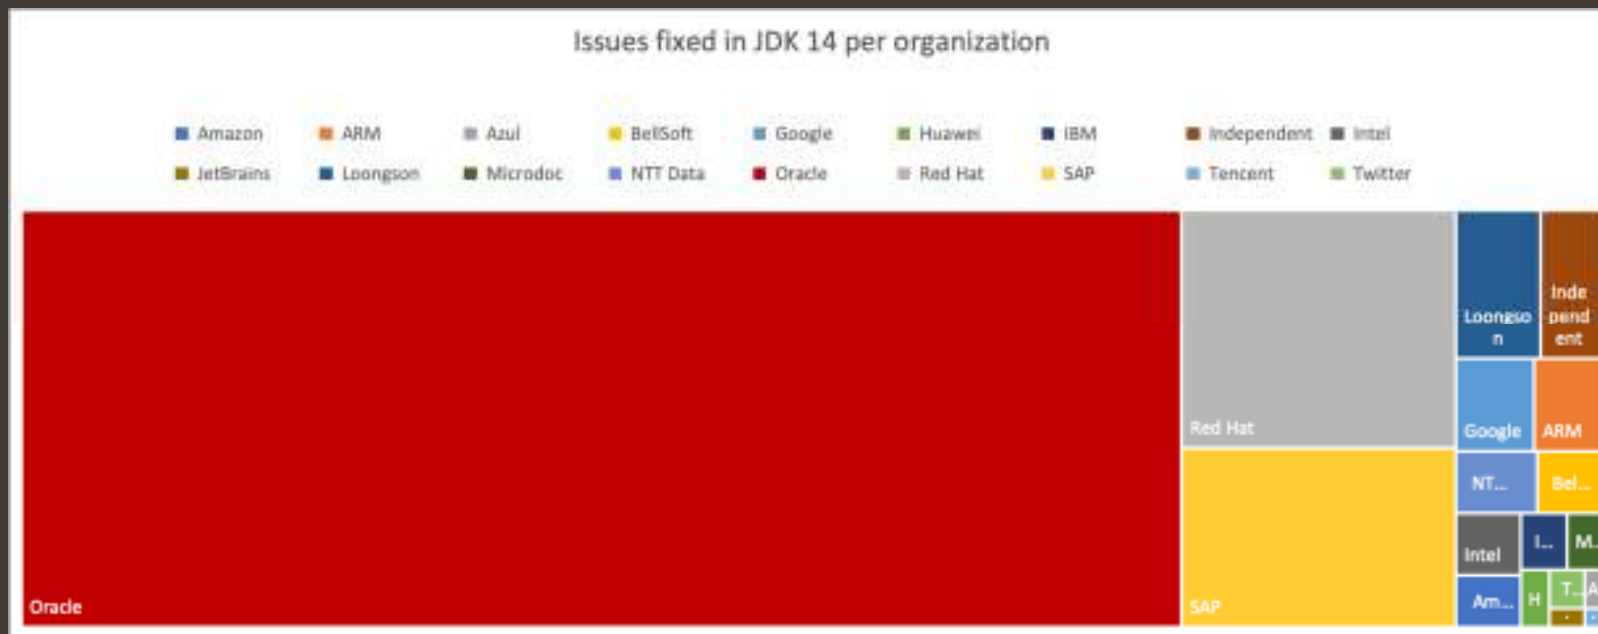 Issues fixed in JDK 14 per organization
Amazon ARM Azul BellSoft Google Huawei IBM Independent Intel
JetBrains Loongson Microdoc NTT Data Oracle Red Hat SAP Tencent Twitter
Oracle
Red Hat
SAP
Loongso
n
Inde
pend
ent
Google
ARM
NT...
Bel...
Intel
I...
M...
Am...
H
T...
A